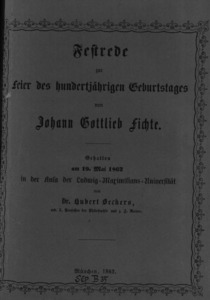 Festrede
zur
Feier des hundertjährigen Geburtstages
von
Johann Gottlieb Fichte.
Gehalten
am 19. Mai 1862
in der Aula der Ludwig-Maximilians-Universität
von
Dr. Hubert Beckers,
München, 1862.